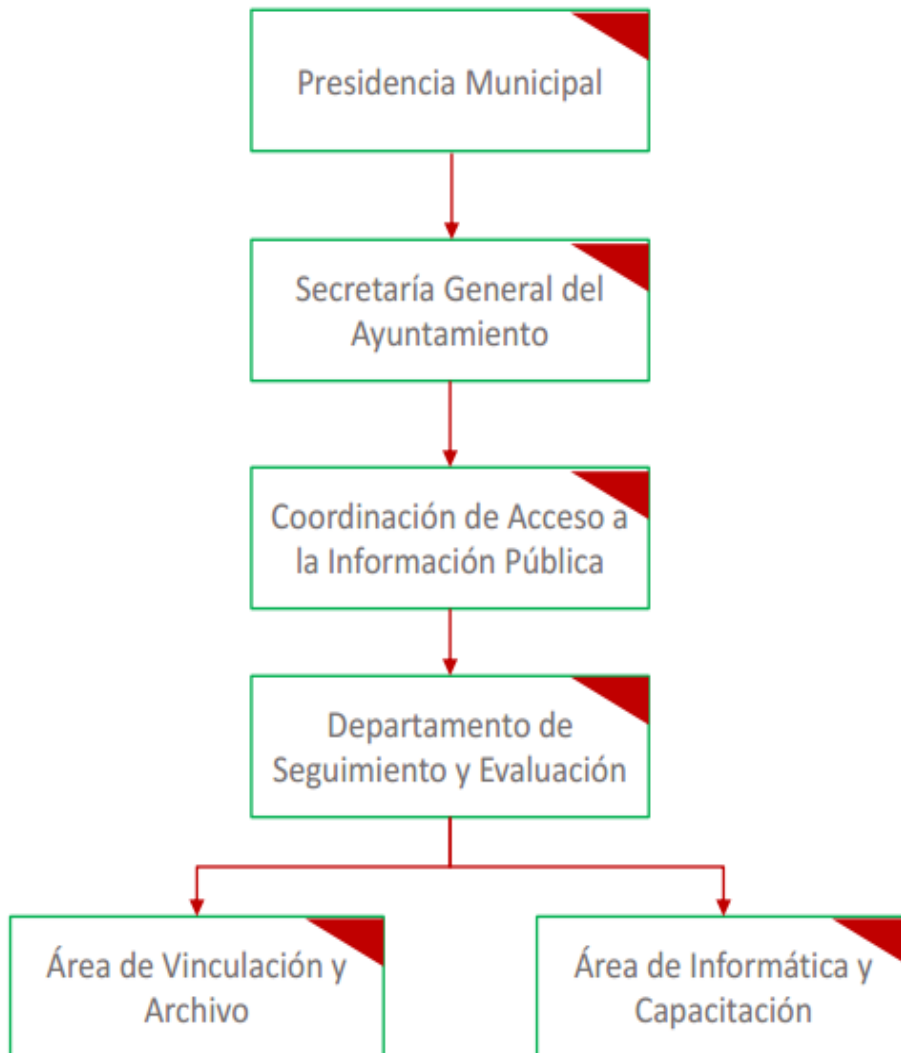 Presidencia Municipal
Secretaría General del
Ayuntamiento
Coordinación de Acceso a
la Información Pública
Departamento de
Seguimiento y Evaluación
Área de Vinculación y
Archivo
Área de Informática y
Capacitación